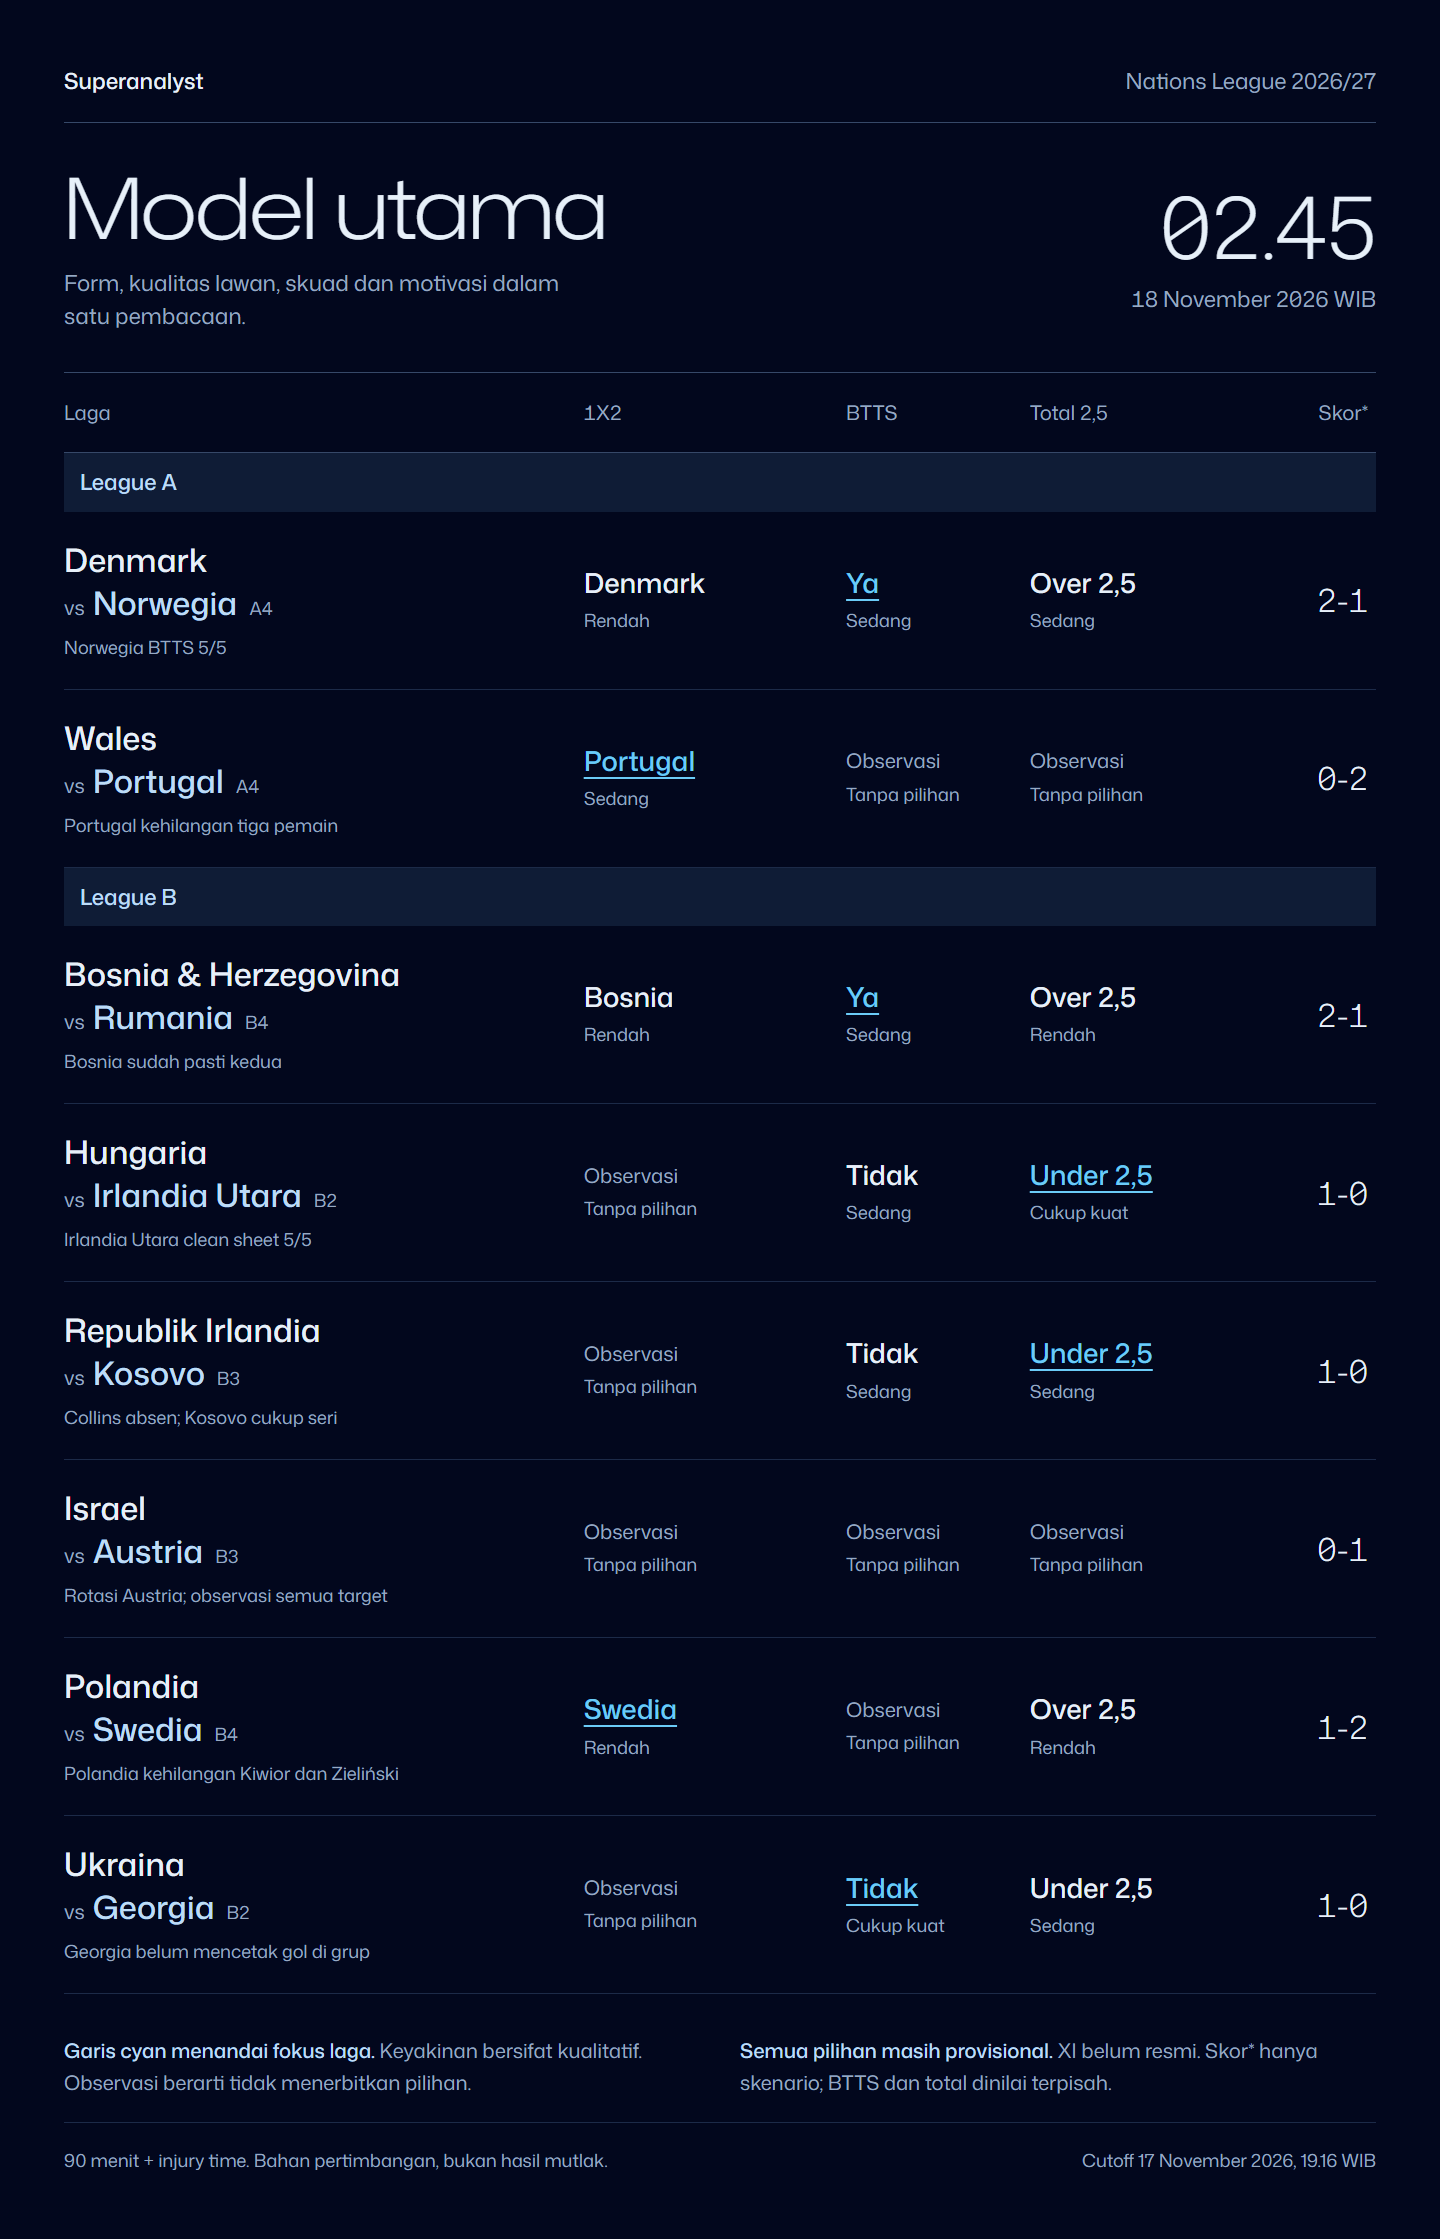 Superanalyst
Nations League 2026/27
Model utama
Form, kualitas lawan, skuad dan motivasi dalam
satu pembacaan.
02.45
18 November 2026 WIB
Laga 1X2 BTTS Total 2,5 Skor*
League A
Denmark
vs Norwegia A4
Norwegia BTTS 5/5
Denmark
Rendah
Ya
Sedang
Over 2,5
Sedang
2-1
Wales
vs Portugal A4
Portugal kehilangan tiga pemain
Portugal
Sedang
Observasi
Tanpa pilihan
Observasi
Tanpa pilihan
0-2
League B
Bosnia & Herzegovina
vs Rumania B4
Bosnia sudah pasti kedua
Bosnia
Rendah
Ya
Sedang
Over 2,5
Rendah
2-1
Hungaria
vs Irlandia Utara B2
Irlandia Utara clean sheet 5/5
Observasi
Tanpa pilihan
Tidak
Sedang
Under 2,5
Cukup kuat
1-0
Republik Irlandia
vs Kosovo B3
Collins absen; Kosovo cukup seri
Observasi
Tanpa pilihan
Tidak
Sedang
Under 2,5
Sedang
1-0
Israel
vs Austria B3
Rotasi Austria; observasi semua target
Observasi
Tanpa pilihan
Observasi
Tanpa pilihan
Observasi
Tanpa pilihan
0-1
Polandia
vs Swedia B4
Polandia kehilangan Kiwior dan Zieliński
Swedia
Rendah
Observasi
Tanpa pilihan
Over 2,5
Rendah
1-2
Ukraina
vs Georgia B2
Georgia belum mencetak gol di grup
Observasi
Tanpa pilihan
Tidak
Cukup kuat
Under 2,5
Sedang
1-0
Garis cyan menandai fokus laga. Keyakinan bersifat kualitatif.
Observasi berarti tidak menerbitkan pilihan.
Semua pilihan masih provisional. XI belum resmi. Skor* hanya
skenario; BTTS dan total dinilai terpisah.
90 menit + injury time. Bahan pertimbangan, bukan hasil mutlak.
Cutoff 17 November 2026, 19.16 WIB